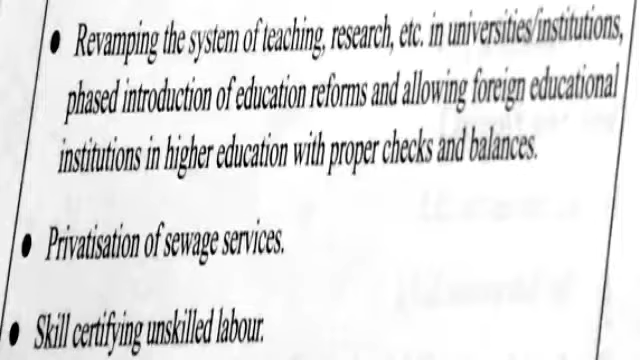 ● Revamping the system of teaching, research, etc. in universities/institutions,
phased introduction of education reforms and allowing foreign educational
institutions in higher education with proper checks and balances.
● Privatisation of sewage services.
● Skill certifying unskilled labour.